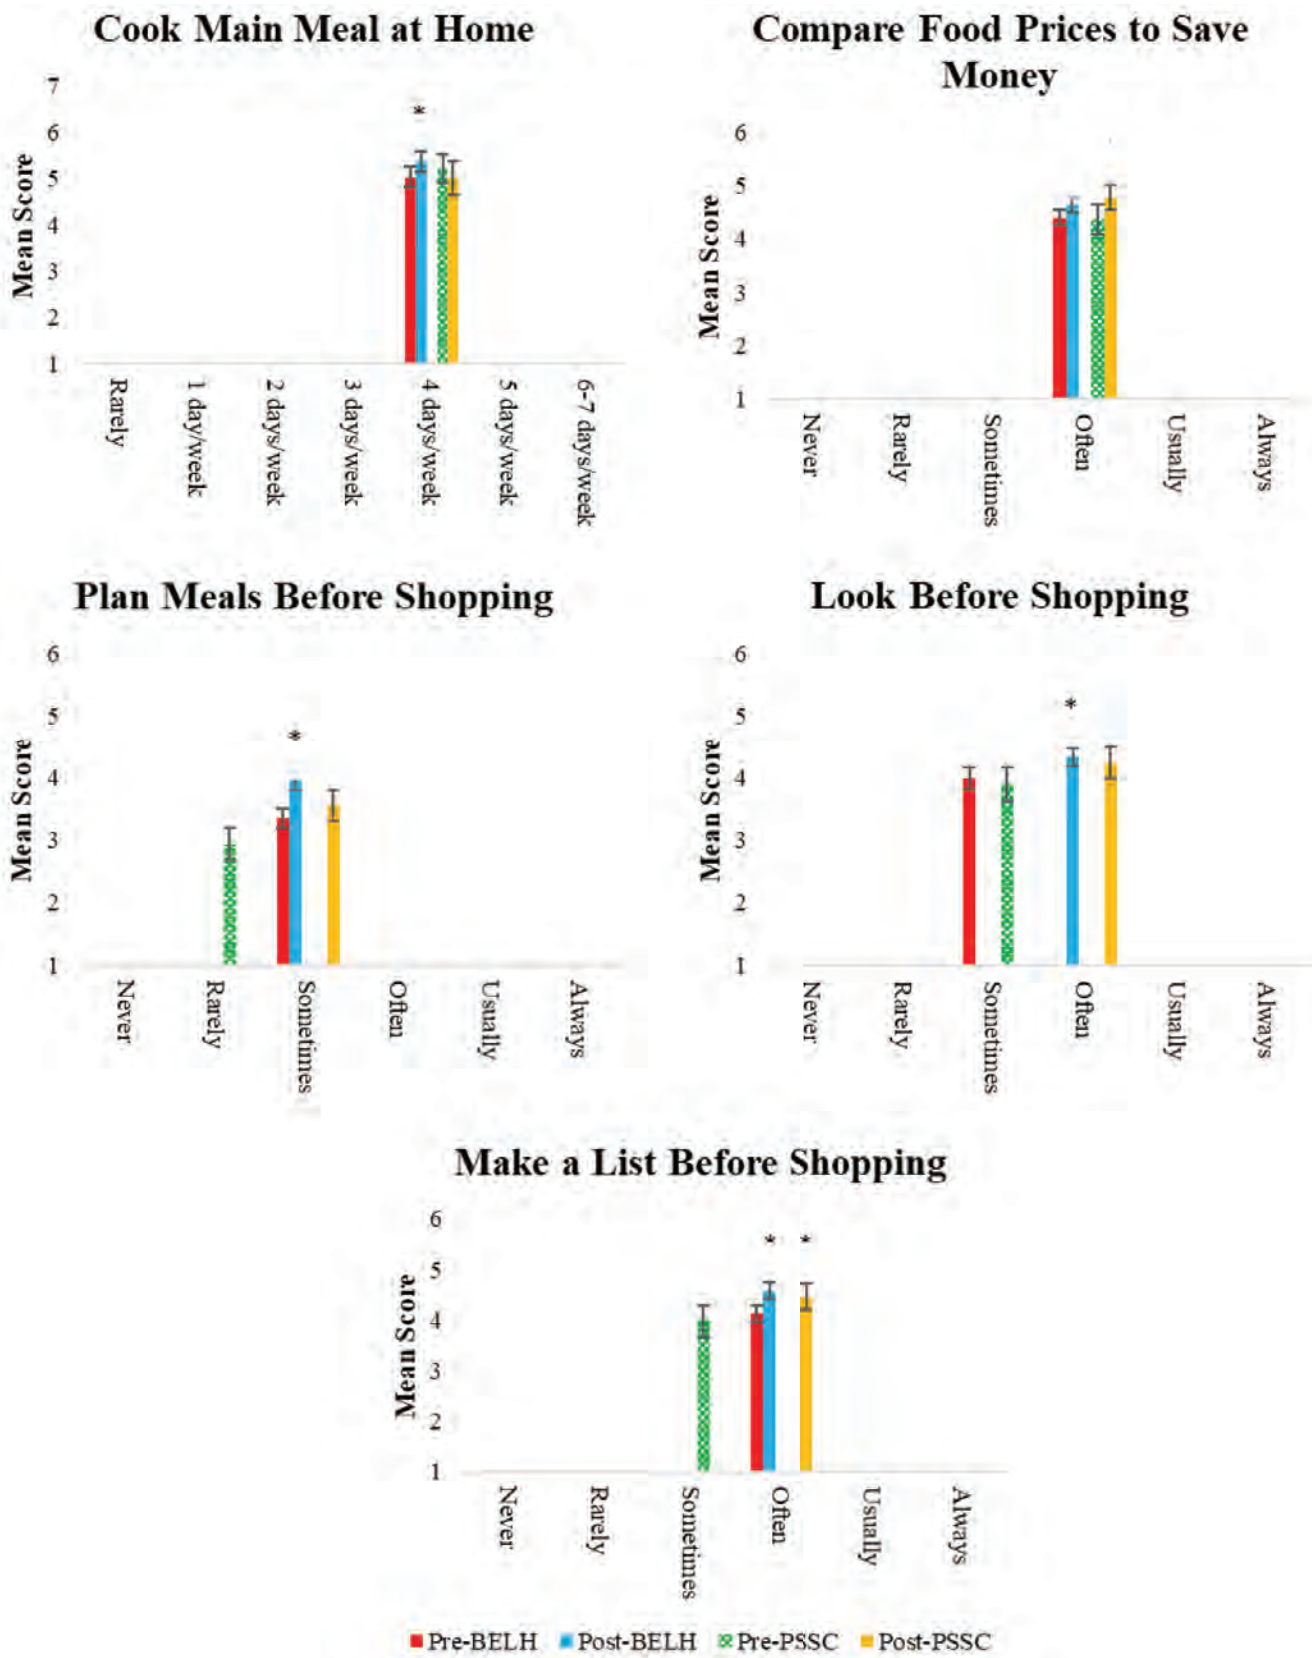 Cook Main Meal at Home
7
6
5
4
3
2
1
Mean Score
*
Rarely
1 day/week
2 days/week
3 days/week
4 days/week
5 days/week
6-7 days/week
Compare Food Prices to Save
Money
6
5
4
3
2
1
Mean Score
Never
Rarely
Sometimes
Often
Usually
Always
Plan Meals Before Shopping
6
5
4
3
2
1
Mean Score
*
Never
Rarely
Sometimes
Often
Usually
Always
Look Before Shopping
6
5
4
3
2
1
Mean Score
*
Never
Rarely
Sometimes
Often
Usually
Always
Make a List Before Shopping
6
5
4
3
2
1
Mean Score
* *
Never
Rarely
Sometimes
Often
Usually
Always
Pre-BELH Post-BELH Pre-PSSC Post-PSSC